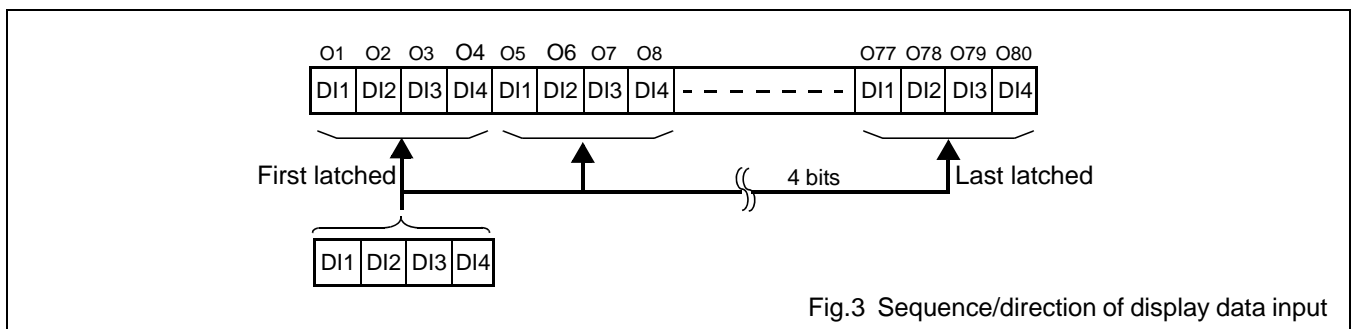 O1 O2 O3 O4 O5 O6 O7 O8 O77 O78 O79 O80
DI1 DI2 DI3 DI4 DI1 DI2 DI3 DI4 DI1 DI2 DI3 DI4
First latched 4 bits Last latched
DI1 DI2 DI3 DI4
Fig.3 Sequence/direction of display data input